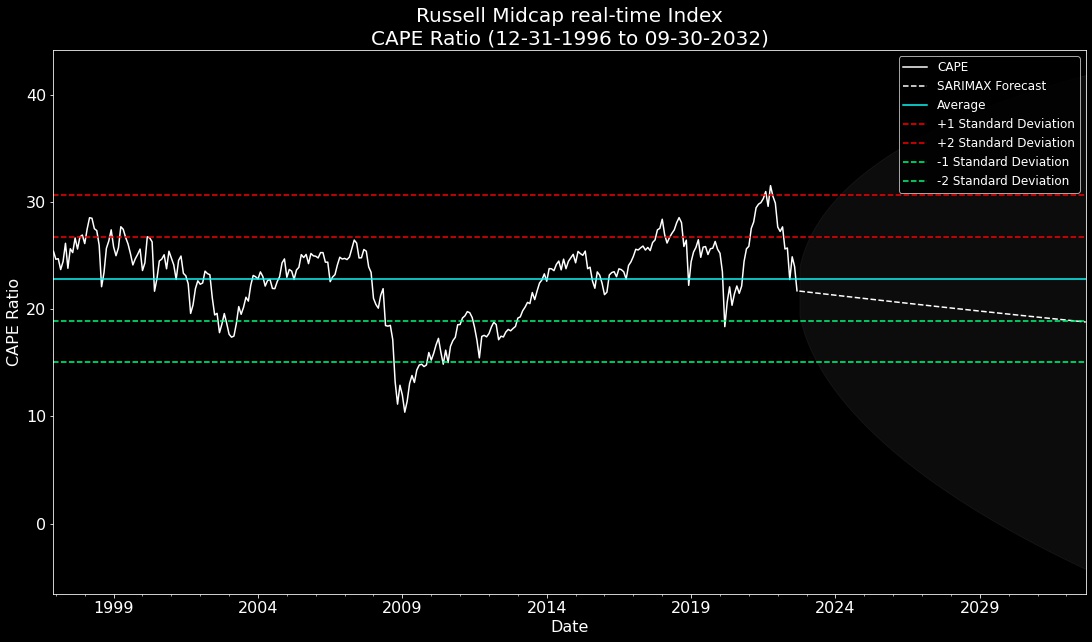 Russell Midcap real-time Index
CAPE Ratio (12-31-1996 to 09-30-2032)
CAPE
SARIMAX Forecast
Average
+1 Standard Deviation
+2 Standard Deviation
-1 Standard Deviation
-2 Standard Deviation
CAPE Ratio
40
30
20
10
0
1999
2004
2009
2014
2019
2024
2029
Date